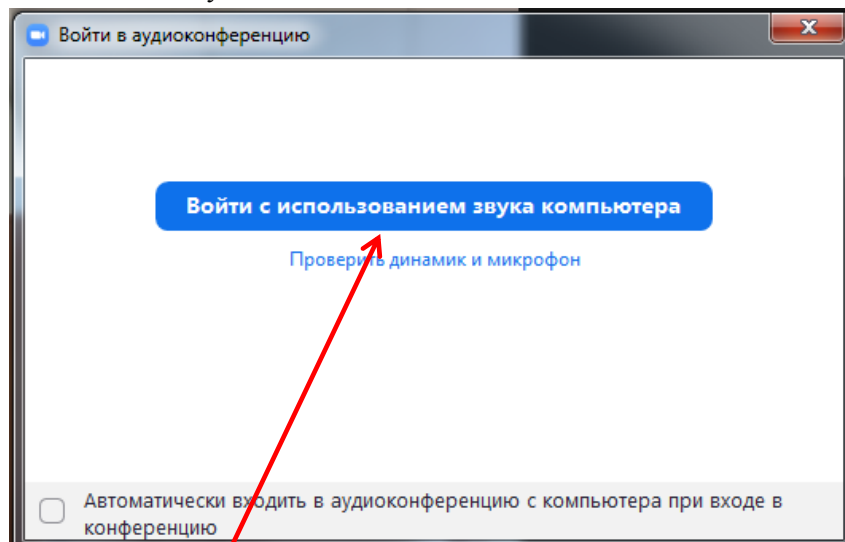 Войти в аудиоконференцию
Войти с использованием звука компьютера
Проверить динамик и микрофон
Автоматически входить в аудиоконференцию с компьютера при входе в
конференцию